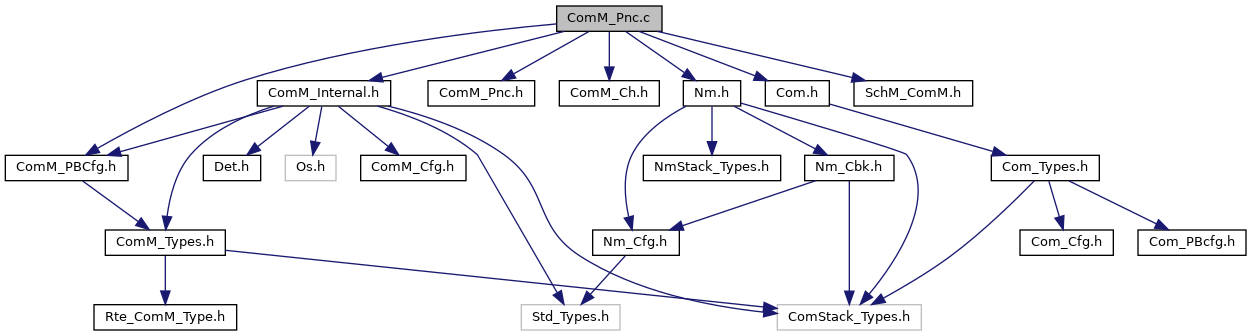 ComM_Pnc.c
ComM_Internal.h
ComM_Pnc.h
ComM_Ch.h
Nm.h
Com.h
SchM_ComM.h
ComM_PBCfg.h
Det.h
Os.h
ComM_Cfg.h
NmStack_Types.h
Nm_Cbk.h
Com_Types.h
ComM_Types.h
Nm_Cfg.h
Com_Cfg.h
Com_PBcfg.h
Rte_ComM_Type.h
Std_Types.h
ComStack_Types.h